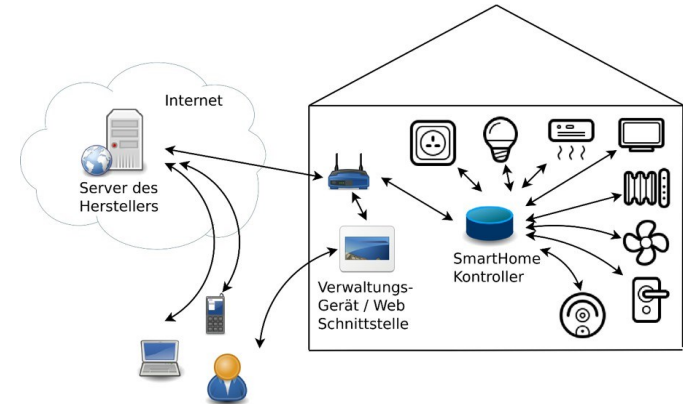 Internet
Server des
Herstellers
SmartHome
Kontroller
Verwaltungs-
Gerät / Web
Schnittstelle